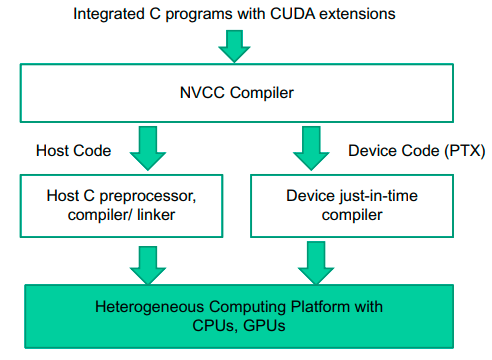 Integrated C programs with CUDA extensions
NVCC Compiler
Host Code
Device Code (PTX)
Host C preprocessor,
compiler/ linker
Device just-in-time
compiler
Heterogeneous Computing Platform with
CPUs, GPUs